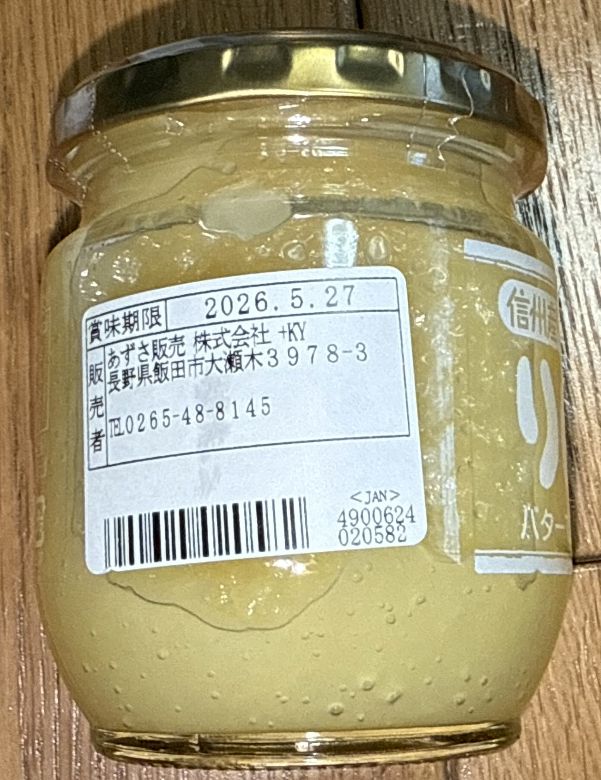 賞味期限 2026.5.27
販売者
あずさ販売 株式会社 +KY
長野県飯田市大瀬木3978-3
TEL0265-48-8145
<JAN>
4900624
020582
信州産
り
バター